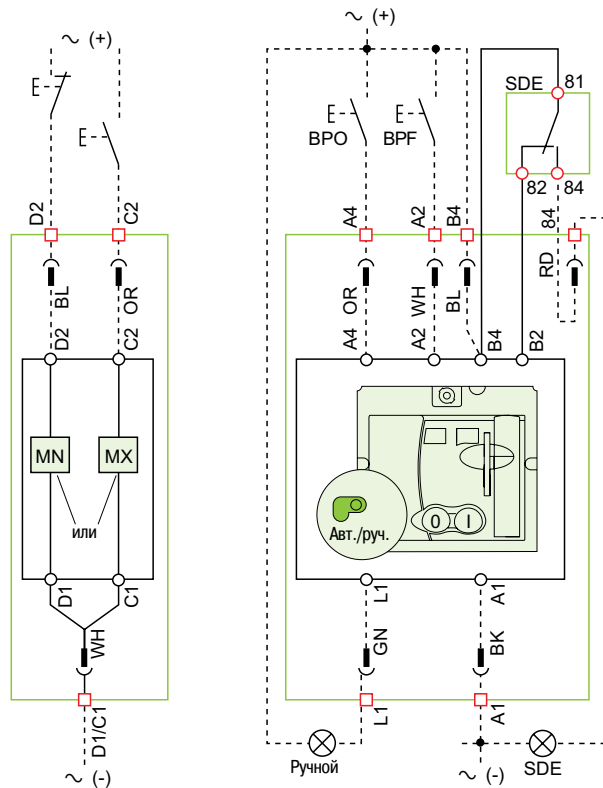 ∼ (+)
∼ (+)
81
SDE
BPO
BPF
82
84
D2
C2
A4
A2
B4
84
BL
OR
OR
WH
BL
RD
D2
C2
A4
A2
B4
B2
MN
MX
или
0
I
Авт./руч.
D1
C1
L1
A1
WH
GN
BK
D1/C1
L1
A1
Ручной
SDE
∼ (-)
∼ (-)